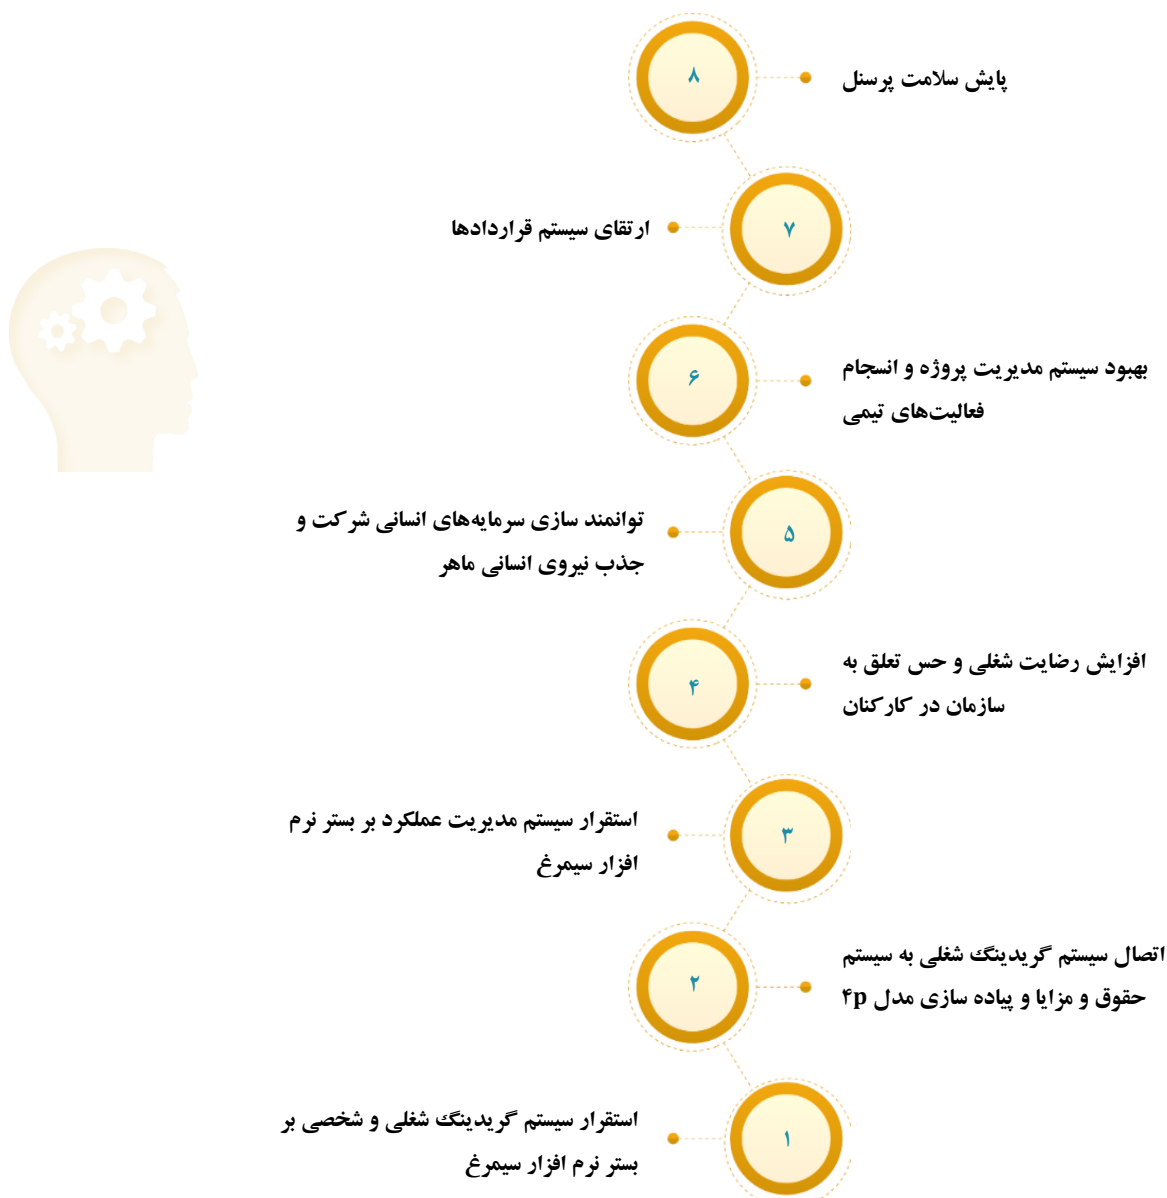 ۸
پایش سلامت پرسنل
۷
ارتقای سیستم قراردادها
۶
بهبود سیستم مدیریت پروژه و انسجام
فعالیت‌های تیمی
۵
توانمند سازی سرمایه‌های انسانی شرکت و
جذب نیروی انسانی ماهر
۴
افزایش رضایت شغلی و حس تعلق به
سازمان در کارکنان
۳
استقرار سیستم مدیریت عملکرد بر بستر نرم
افزار سیمرغ
۲
اتصال سیستم گریدینگ شغلی به سیستم
حقوق و مزایا و پیاده سازی مدل ۴p
۱
استقرار سیستم گریدینگ شغلی و شخصی بر
بستر نرم افزار سیمرغ